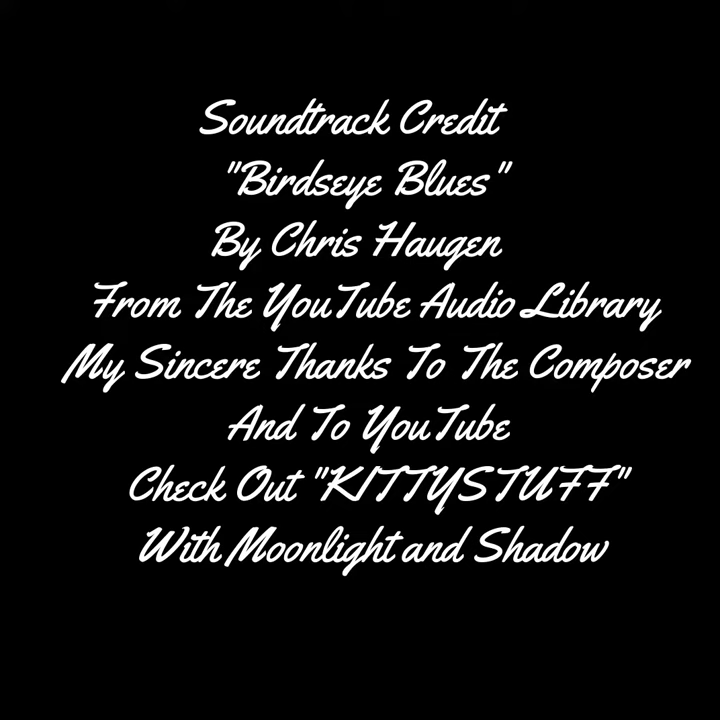 Soundtrack Credit
"Birdseye Blues"
By Chris Haugen
From The YouTube Audio Library
My Sincere Thanks To The Composer
And To YouTube
Check Out "KITTYSTUFF"
With Moonlight and Shadow